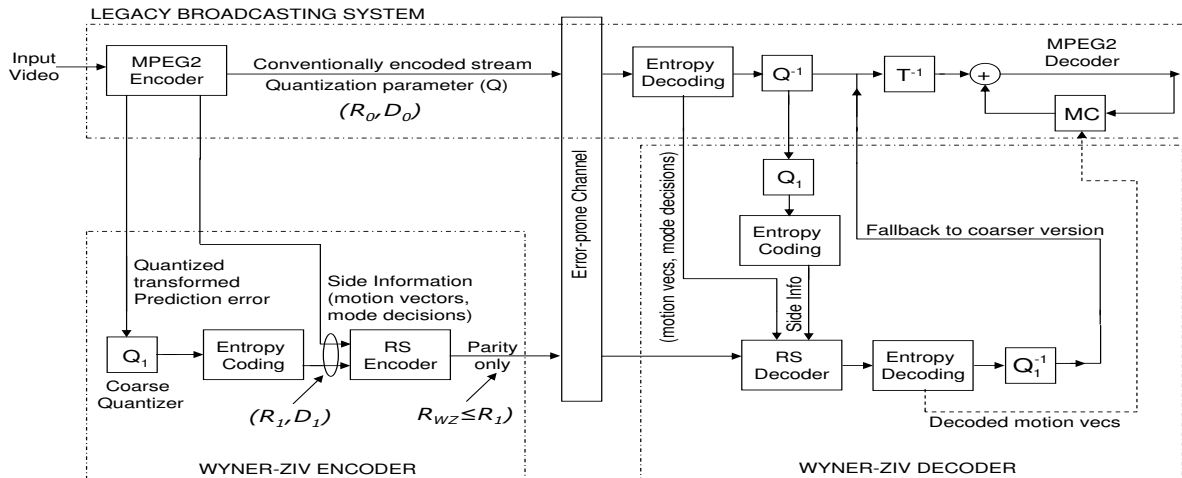 LEGACY BROADCASTING SYSTEM
Input
Video
MPEG2
Encoder
Conventionally encoded stream
Quantization parameter (Q)
(R0,D0)
Error-prone Channel
Entropy
Decoding
Q-1
T-1
+
MPEG2
Decoder
MC
(motion vecs, mode decisions)
Q1
Entropy
Coding
Side Info
Fallback to coarser version
Quantized
transformed
Prediction error
Side Information
(motion vectors,
mode decisions)
Q1
Coarse
Quantizer
Entropy
Coding
RS
Encoder
Parity
only
(R1,D1)
RWZ≤R1)
WYNER-ZIV ENCODER
RS
Decoder
Entropy
Decoding
Q1-1
Decoded motion vecs
WYNER-ZIV DECODER